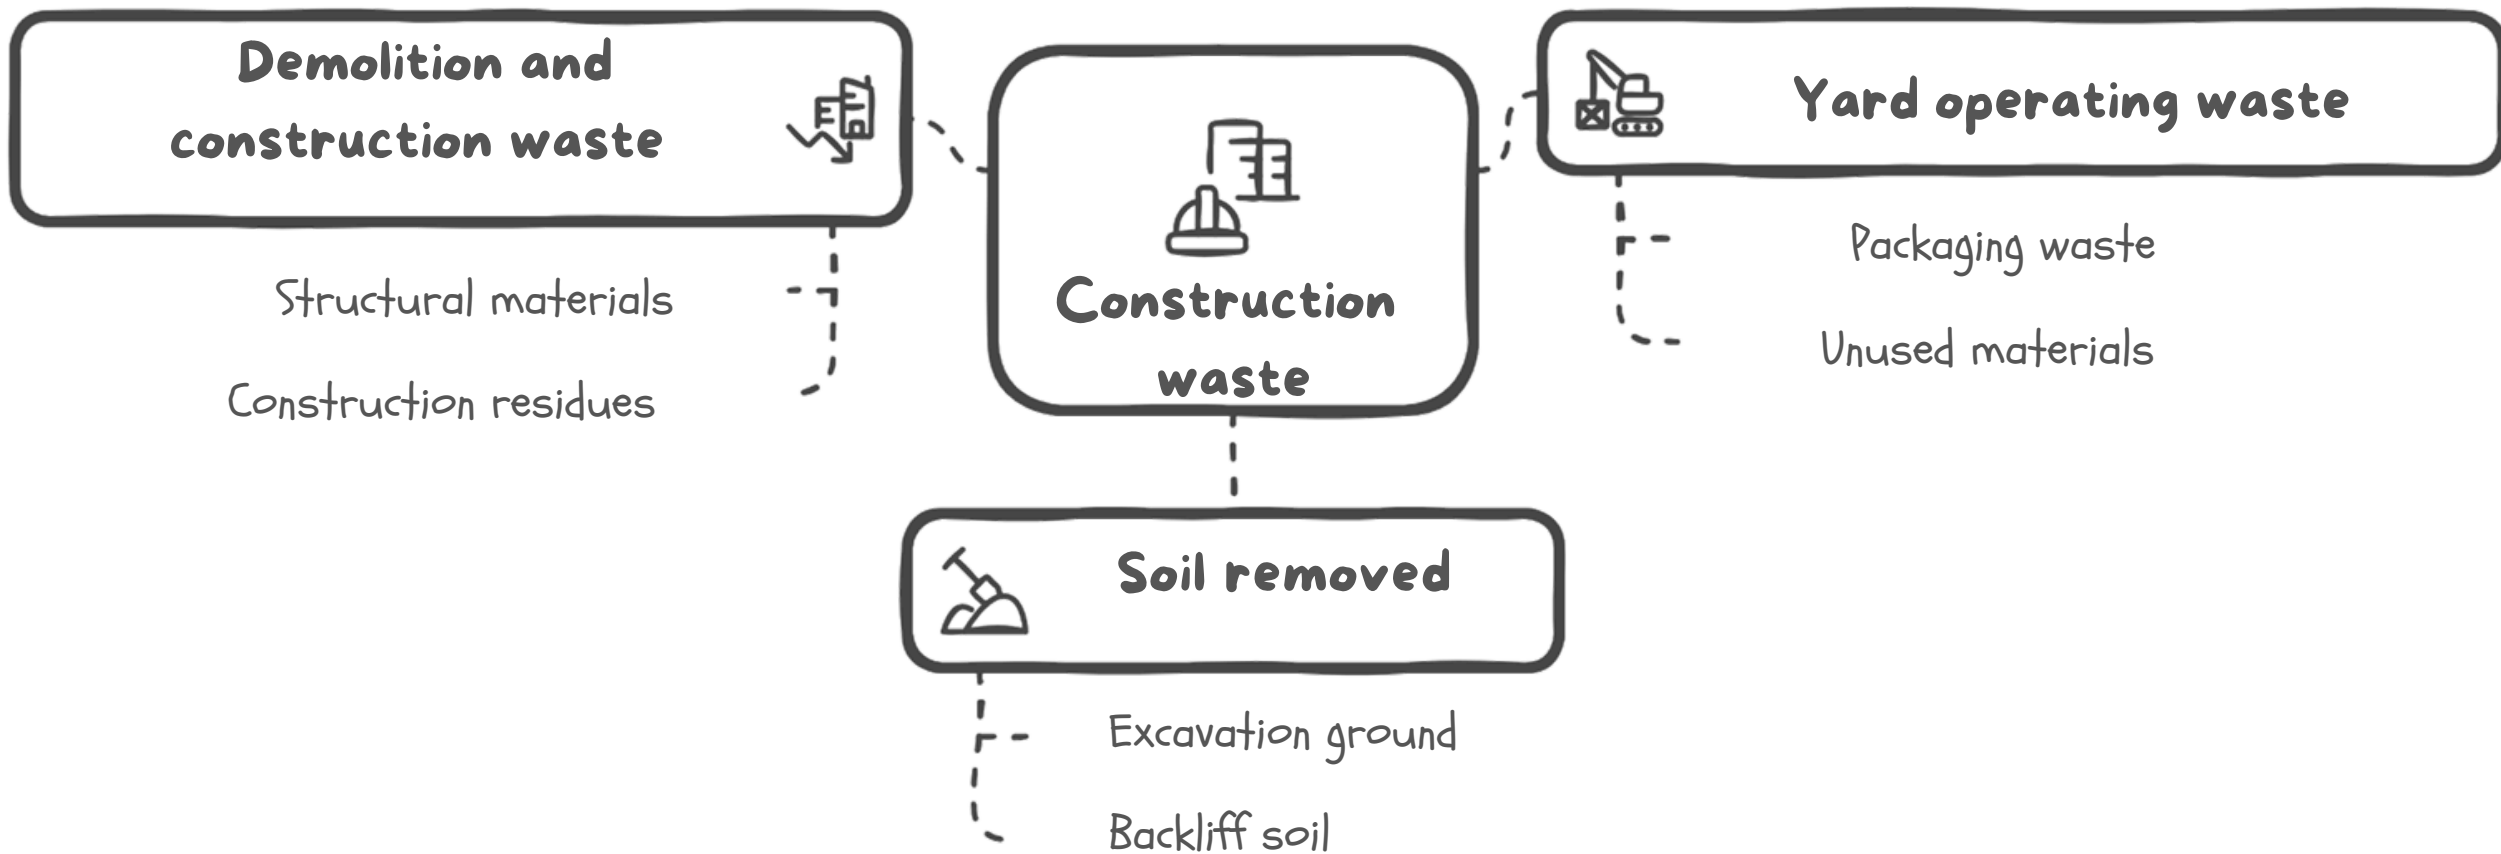 Demolition and
construction waste
Structural materials
Construction residues
Construction
waste
Yard operating waste
Packaging waste
Unused materials
Soil removed
Excavation ground
Backliff soil